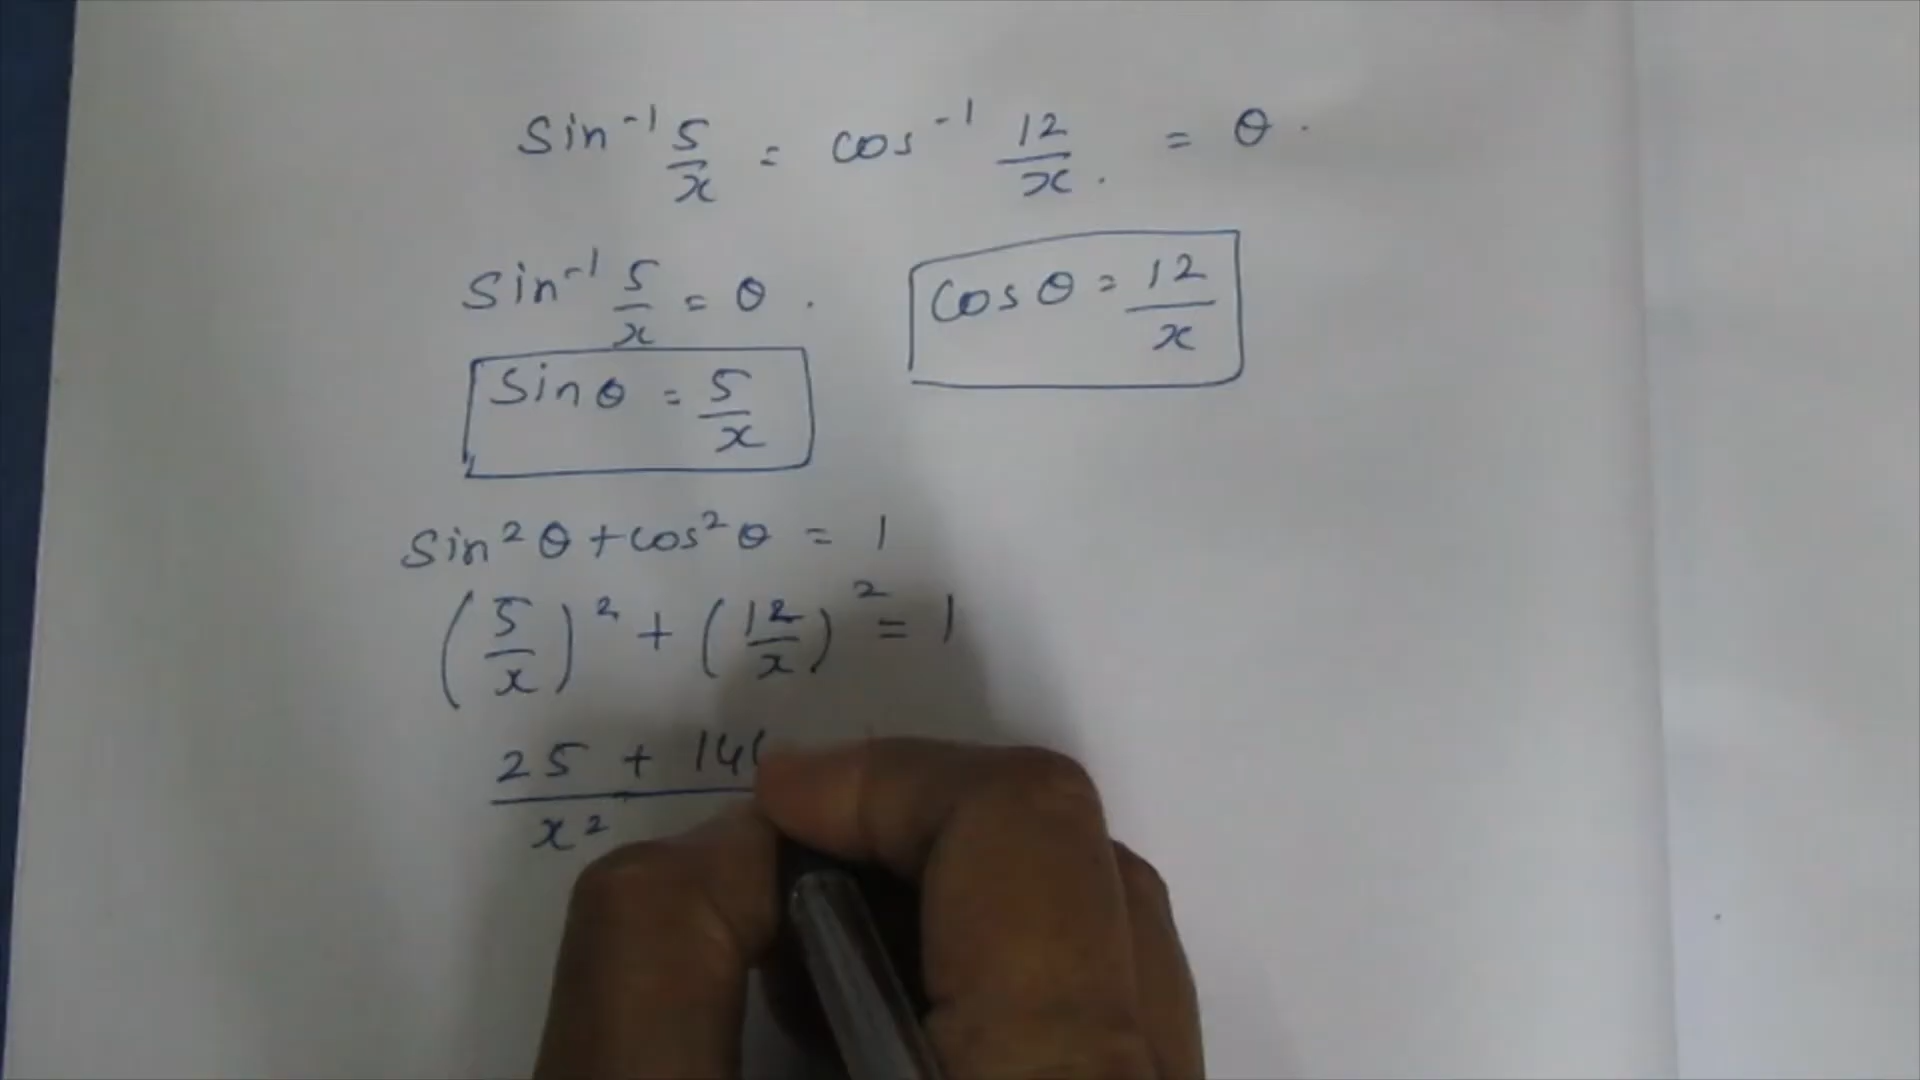 Sin⁻¹ 5/x = cos⁻¹ 12/x. = θ.
Sin⁻¹ 5/x = θ.
cos θ = 12/x
Sin θ = 5/x
Sin²θ + cos²θ = 1
(5/x)² + (12/x)² = 1
25 + 14
x²